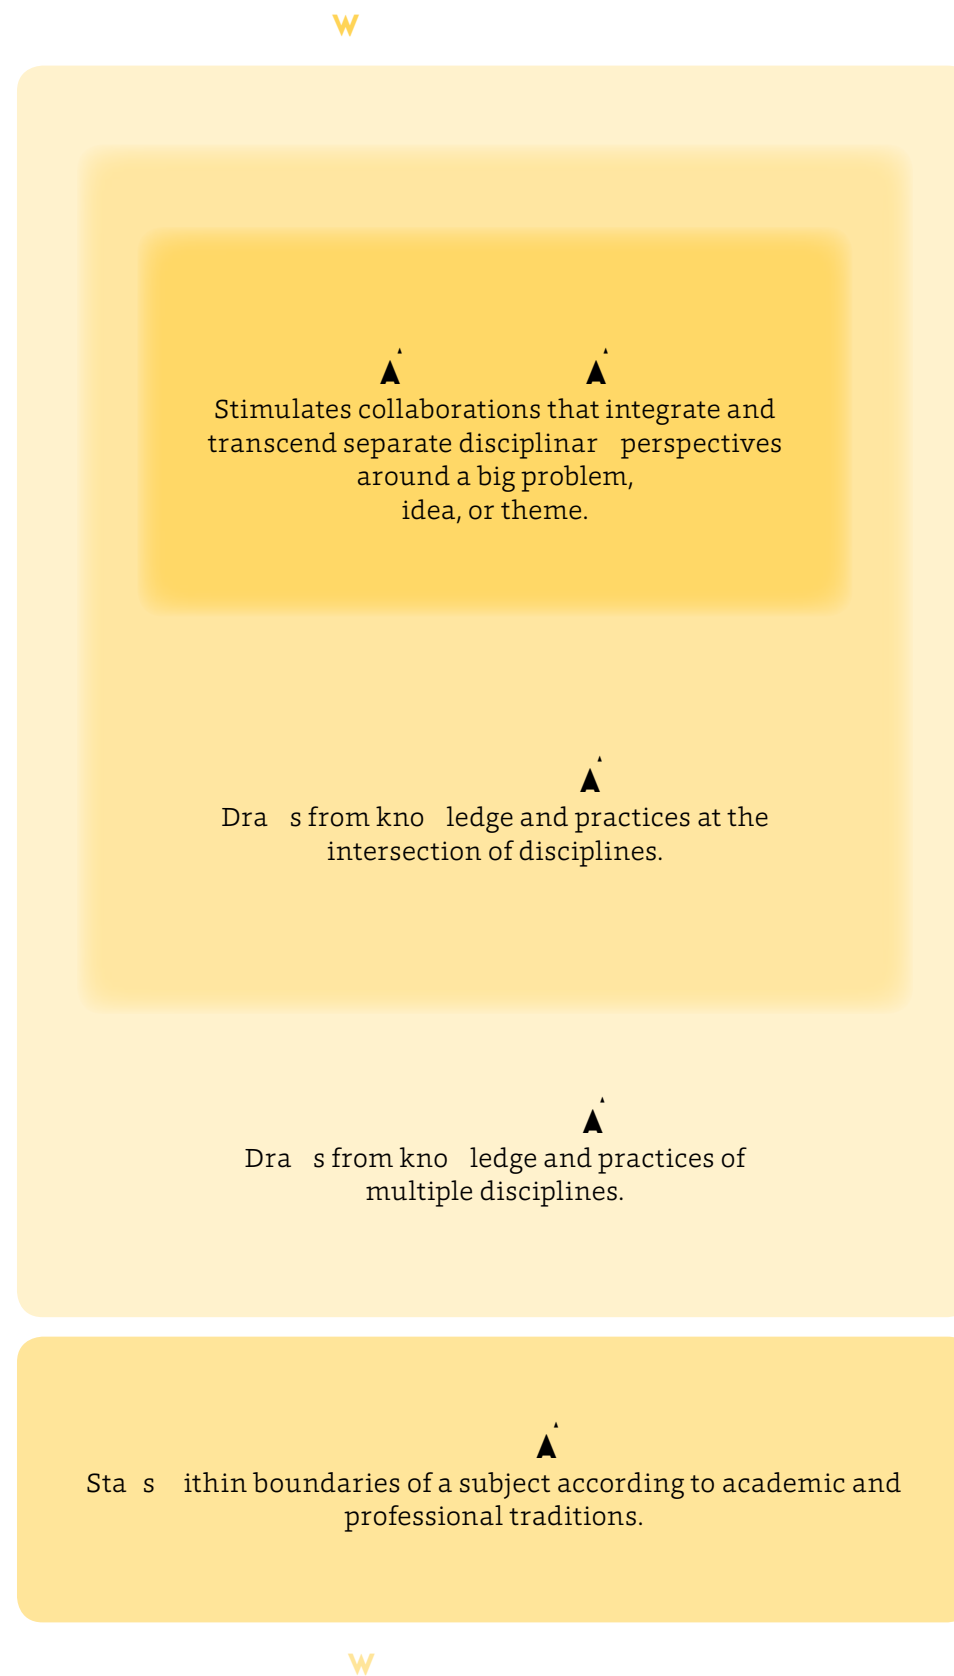 W
A A
Stimulates collaborations that integrate and
transcend separate disciplinar perspectives
around a big problem,
idea, or theme.
A
Dra s from kno ledge and practices at the
intersection of disciplines.
A
Dra s from kno ledge and practices of
multiple disciplines.
A
Sta s ithin boundaries of a subject according to academic and
professional traditions.
W